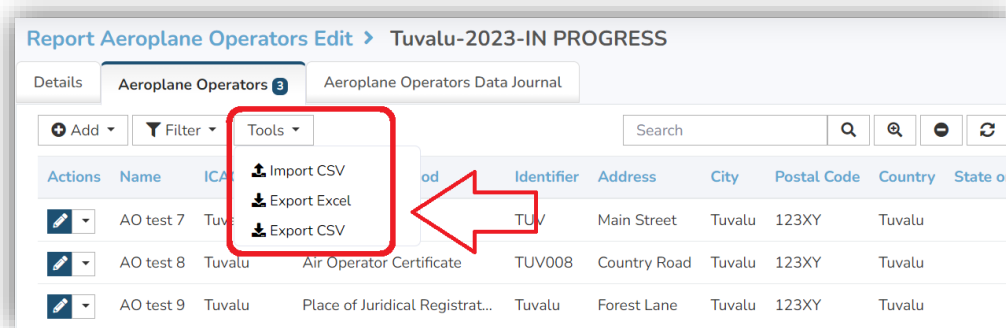 Report Aeroplane Operators Edit > Tuvalu-2023-IN PROGRESS
Details Aeroplane Operators 3 Aeroplane Operators Data Journal
Add Filter Tools Search
Import CSV
Export Excel
Export CSV
Actions Name od Identifier Address City Postal Code Country
AO test 7 TUV Main Street Tuvalu 123XY Tuvalu
AO test 8 Tuvalu Air Operator Certificate TUV008 Country Road Tuvalu 123XY Tuvalu
AO test 9 Tuvalu Place of Juridical Registrat... Tuvalu Forest Lane Tuvalu 123XY Tuvalu